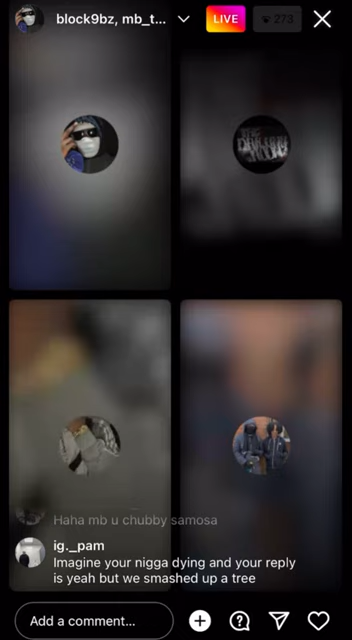 block9bz, mb_t...
LIVE
273
Haha mb u chubby samosa
ig._pam
Imagine your nigga dying and your reply
is yeah but we smashed up a tree
Add a comment...